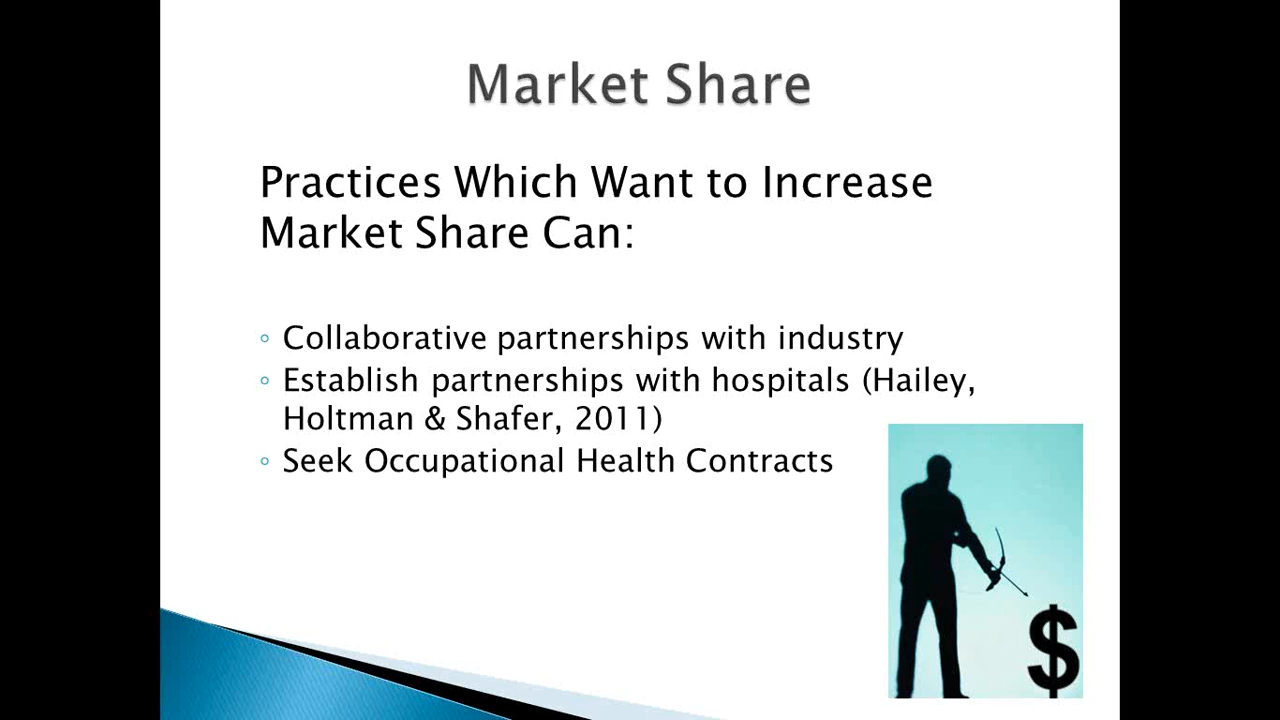 Market Share
Practices Which Want to Increase
Market Share Can:
◦ Collaborative partnerships with industry
◦ Establish partnerships with hospitals (Hailey,
Holtman & Shafer, 2011)
◦ Seek Occupational Health Contracts
$